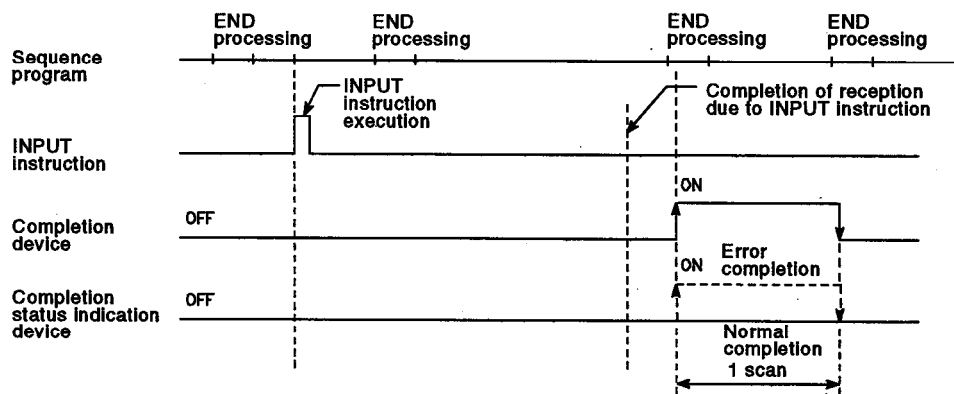 END
processing
END
processing
END
processing
END
processing
Sequence
program
INPUT
instruction
execution
Completion of reception
due to INPUT instruction
INPUT
instruction
ON
OFF
Completion
device
Error
completion
ON
OFF
Completion
status indication
device
Normal
completion
1 scan